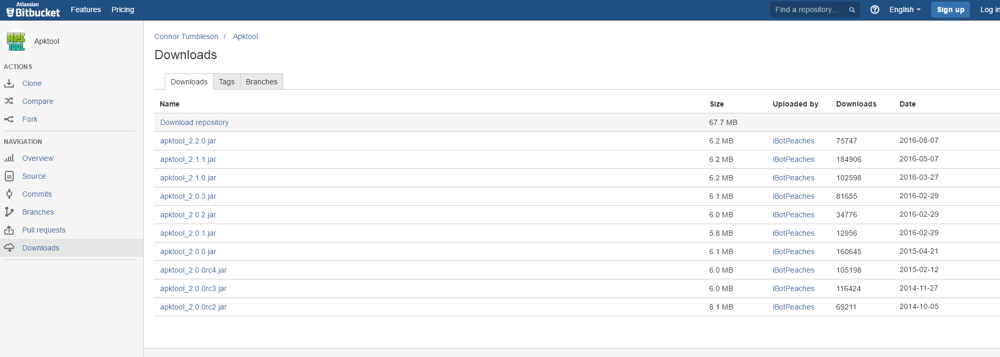 Atlassian
Bitbucket
Features Pricing
Find a repository...
English
Sign up
Log in
APK
TOOL
Apktool
ACTIONS
Clone
Compare
Fork
NAVIGATION
Overview
Source
Commits
Branches
Pull requests
Downloads
Connor Tumbleson / Apktool
Downloads
Downloads Tags Branches
Name Size Uploaded by Downloads Date
Download repository 67.7 MB
apktool_2.2.0.jar 6.2 MB iBotPeaches 75747 2016-08-07
apktool_2.1.1.jar 6.2 MB iBotPeaches 184906 2016-05-07
apktool_2.1.0.jar 6.2 MB iBotPeaches 102598 2016-03-27
apktool_2.0.3.jar 6.1 MB iBotPeaches 81655 2016-02-29
apktool_2.0.2.jar 6.0 MB iBotPeaches 34776 2016-02-29
apktool_2.0.1.jar 5.8 MB iBotPeaches 12956 2016-02-29
apktool_2.0.0.jar 6.1 MB iBotPeaches 160645 2015-04-21
apktool_2.0.0rc4.jar 6.0 MB iBotPeaches 105198 2015-02-12
apktool_2.0.0rc3.jar 6.0 MB iBotPeaches 116424 2014-11-27
apktool_2.0.0rc2.jar 8.1 MB iBotPeaches 69211 2014-10-05